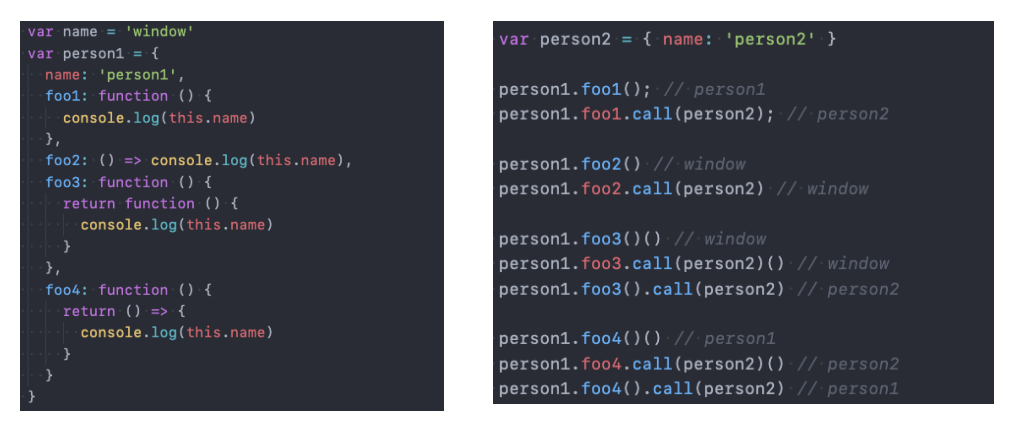 var name = 'window'
var person1 = {
  name: 'person1',
  foo1: function () {
    console.log(this.name)
  },
  foo2: () => console.log(this.name),
  foo3: function () {
    return function () {
      console.log(this.name)
    }
  },
  foo4: function () {
    return () => {
      console.log(this.name)
    }
  }
}
var person2 = { name: 'person2' }
person1.foo1(); // person1
person1.foo1.call(person2); // person2
person1.foo2() // window
person1.foo2.call(person2) // window
person1.foo3()() // window
person1.foo3.call(person2)() // window
person1.foo3().call(person2) // person2
person1.foo4()() // person1
person1.foo4.call(person2)() // person2
person1.foo4().call(person2) // person1